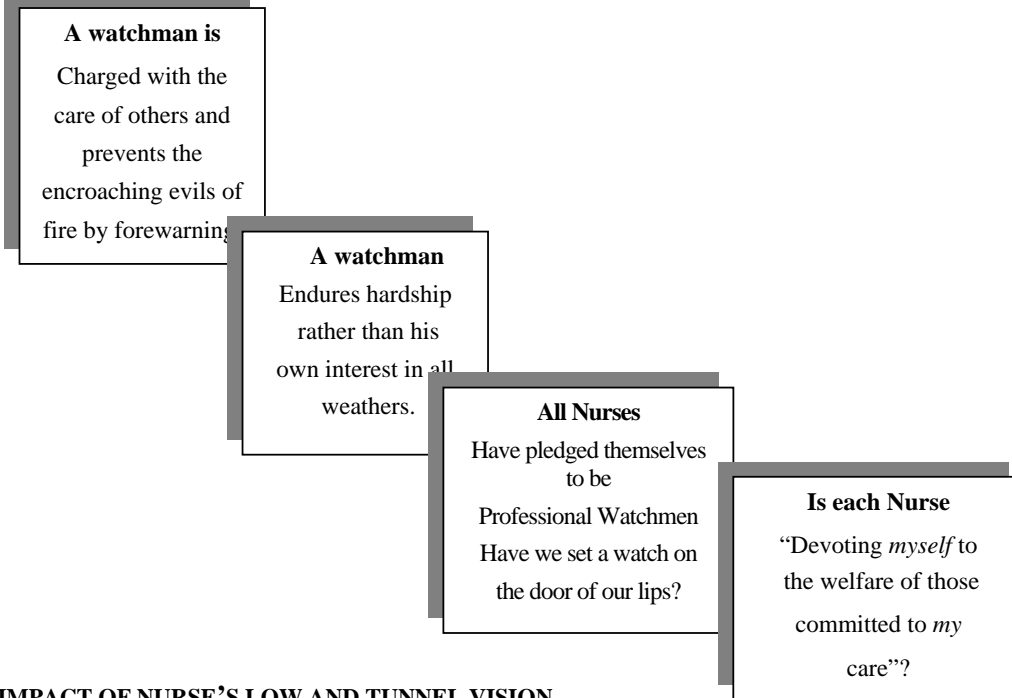 A watchman is
Charged with the
care of others and
prevents the
encroaching evils of
fire by forewarning
A watchman
Endures hardship
rather than his
own interest in all
weathers.
All Nurses
Have pledged themselves
to be
Professional Watchmen
Have we set a watch on
the door of our lips?
Is each Nurse
“Devoting myself to
the welfare of those
committed to my
care”?
IMPACT OF NURSE’S LOW AND TUNNEL VISION